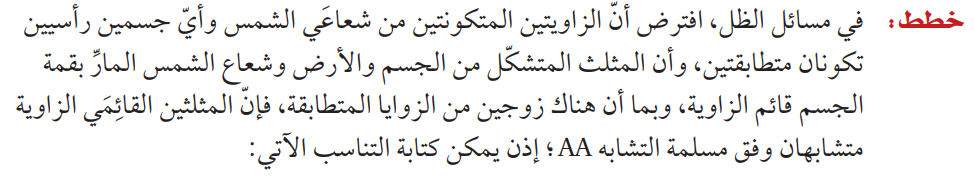 خطط: في مسائل الظل، افترض أنّ الزاويتين المتكونتين من شعاعَي الشمس وأيّ جسمين رأسيين
تكونان متطابقتين، وأن المثلث المتشكّل من الجسم والأرض وشعاع الشمس المارِّ بقمة
الجسم قائم الزاوية، وبما أن هناك زوجين من الزوايا المتطابقة، فإنّ المثلثين القائِمَي الزاوية
متشابهان وفق مسلمة التشابه AA؛ إذن يمكن كتابة التناسب الآتي: